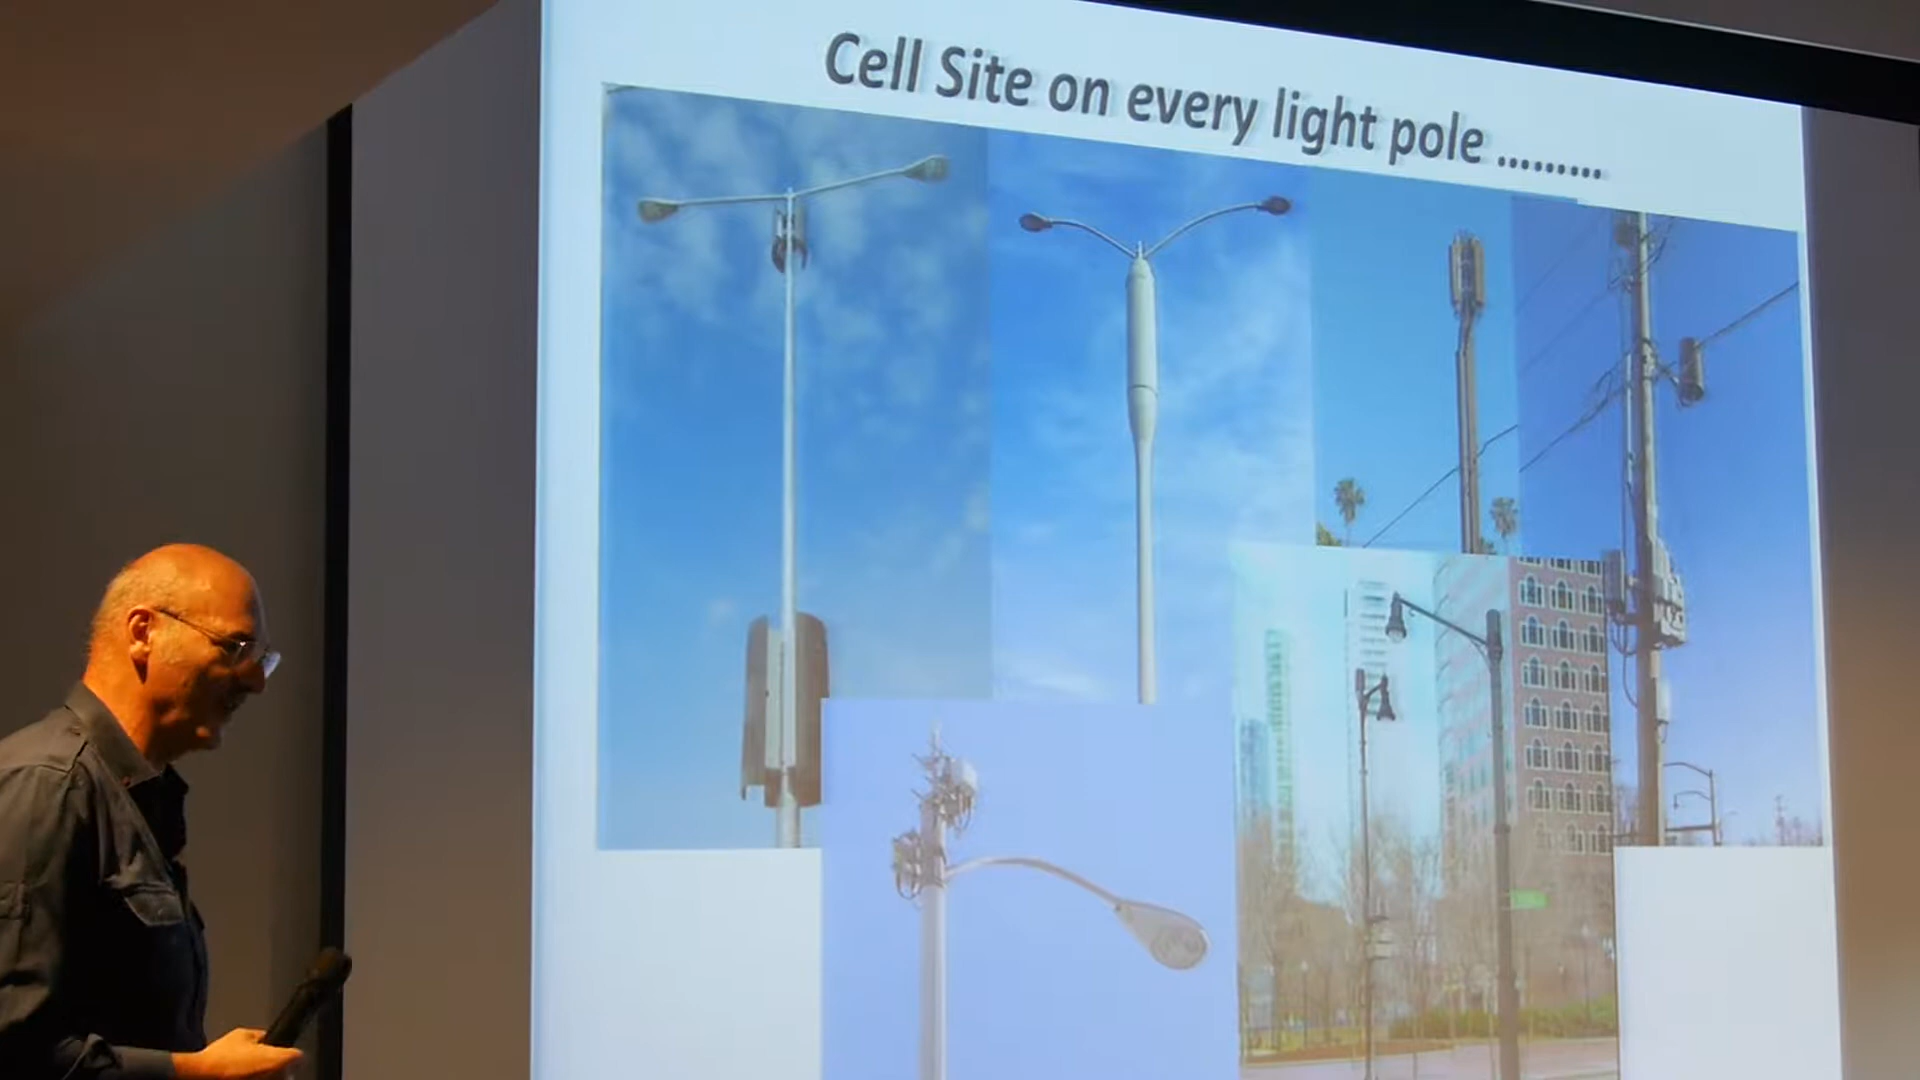 Cell Site on every light pole .........